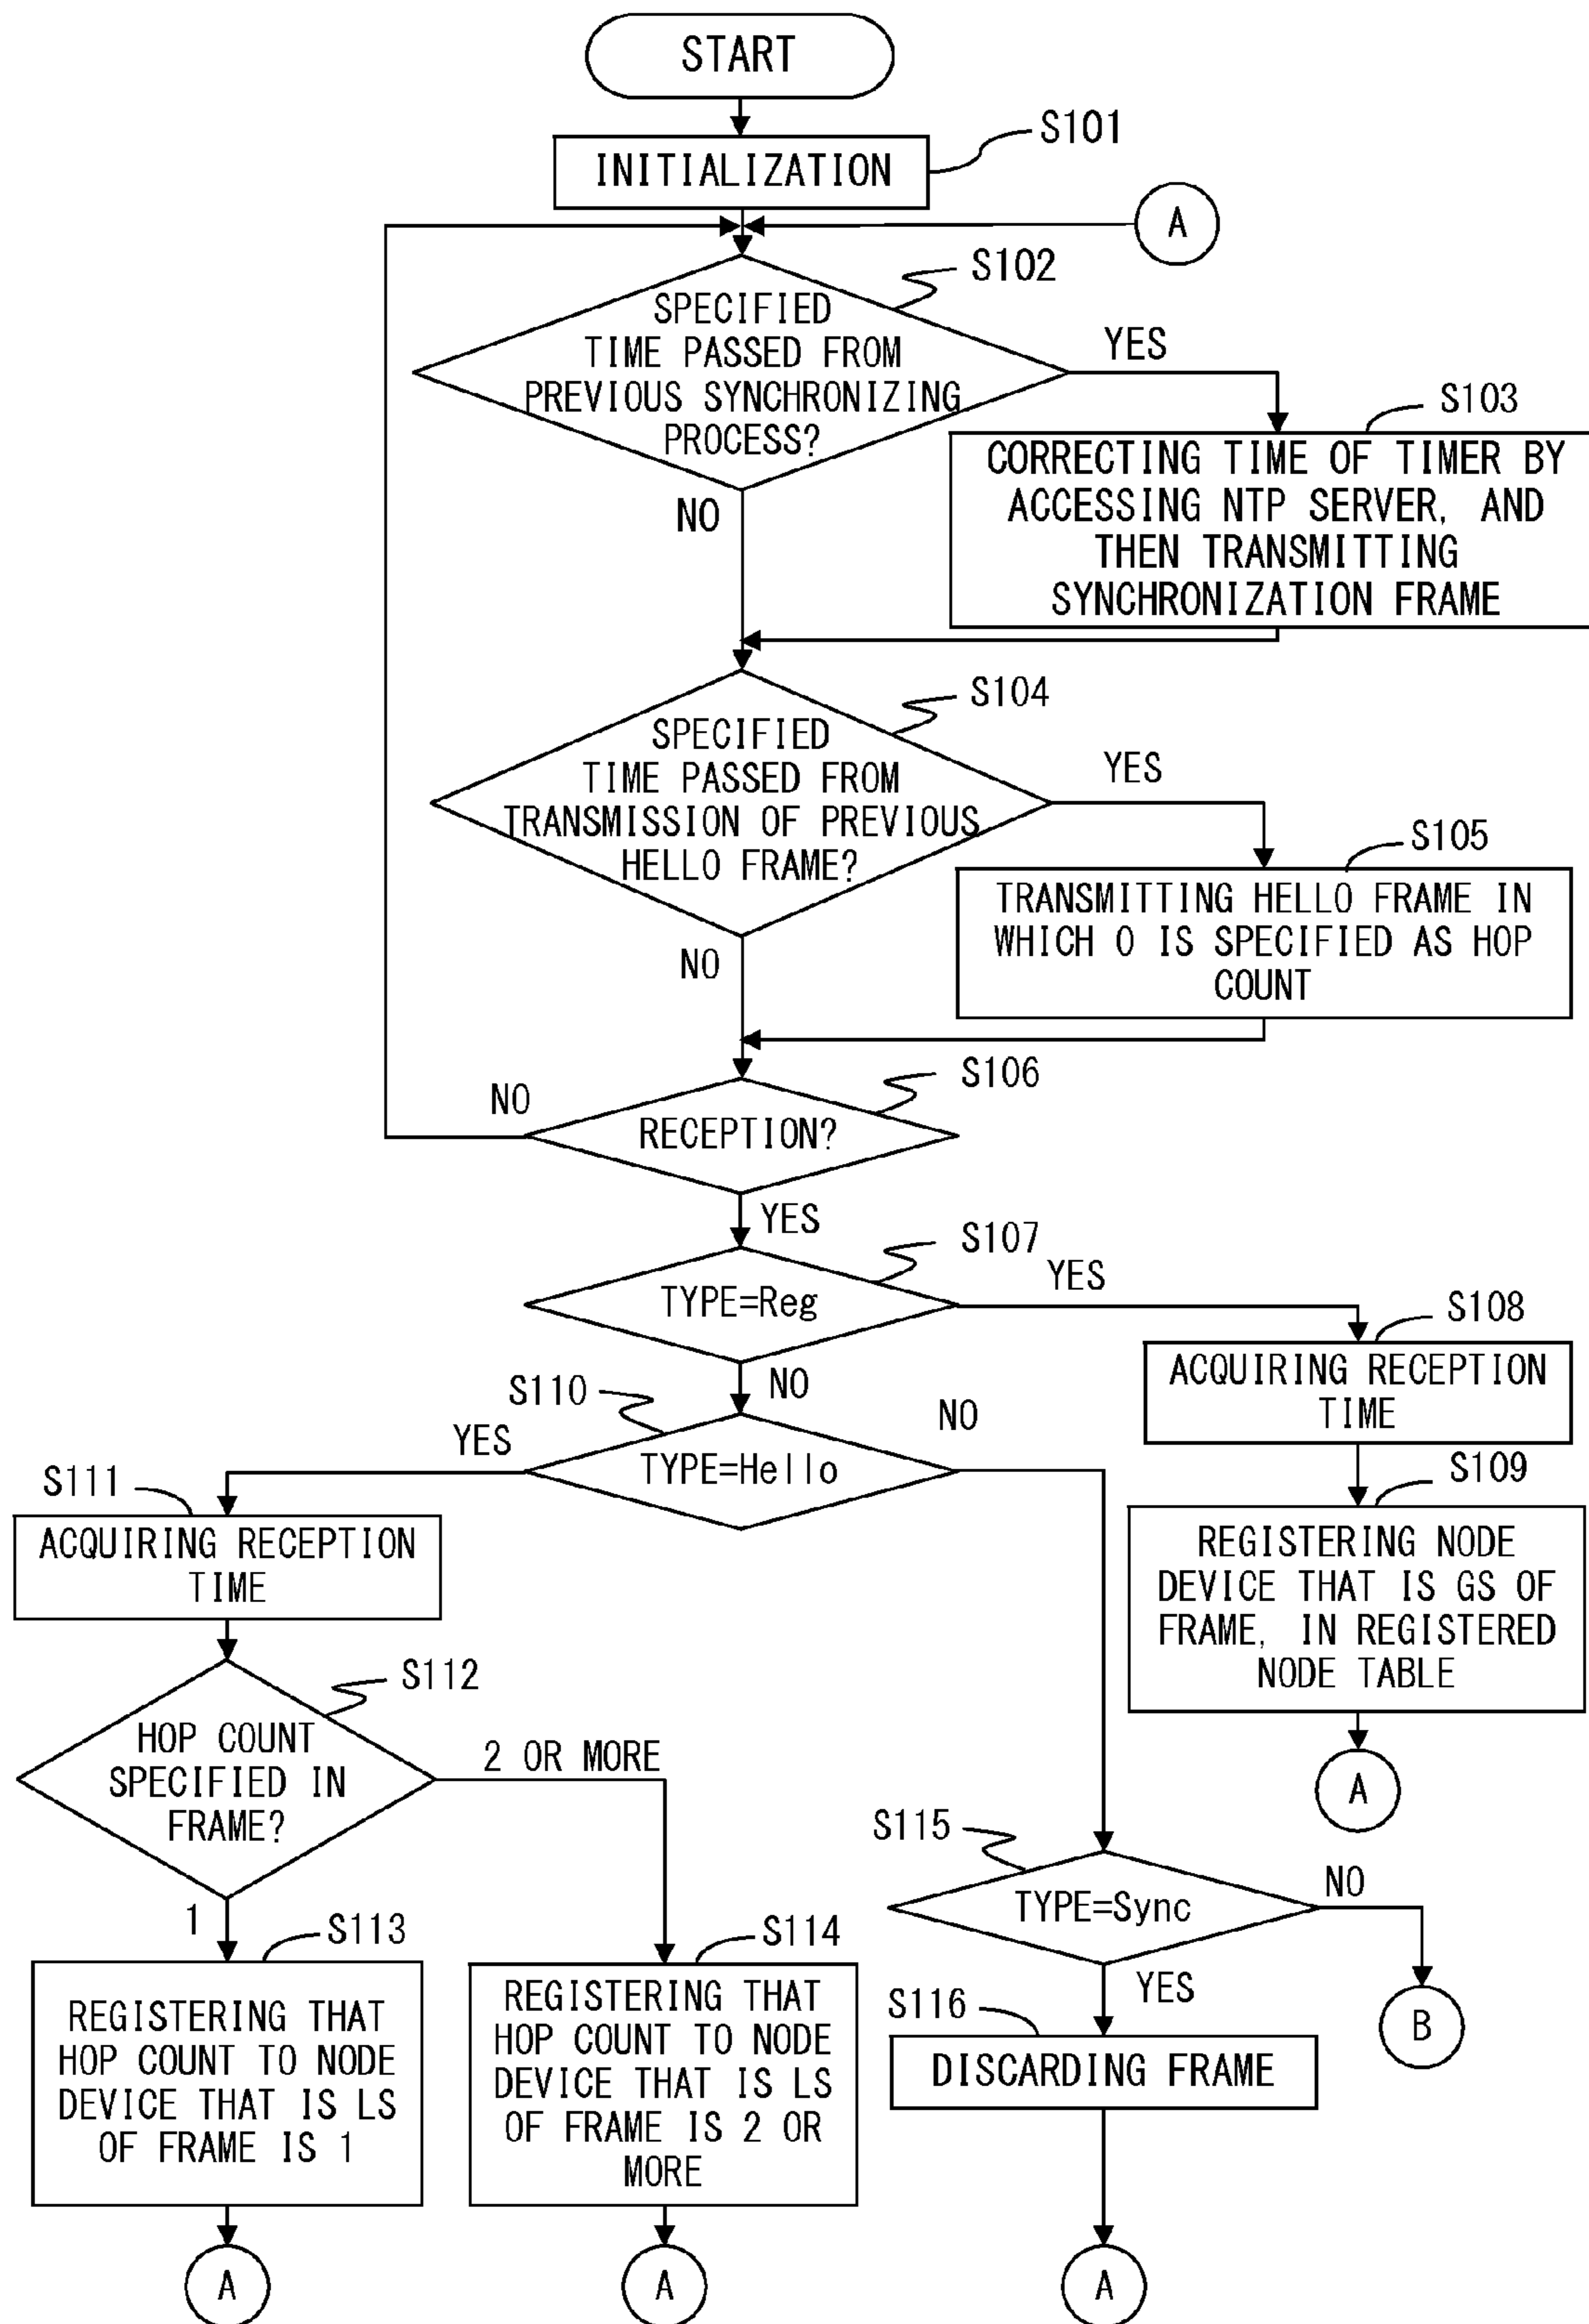 START
S101
INITIALIZATION
A
S102
SPECIFIED
TIME PASSED FROM
PREVIOUS SYNCHRONIZING
PROCESS?
YES
S103
CORRECTING TIME OF TIMER BY
ACCESSING NTP SERVER, AND
THEN TRANSMITTING
SYNCHRONIZATION FRAME
NO
S104
SPECIFIED
TIME PASSED FROM
TRANSMISSION OF PREVIOUS
HELLO FRAME?
YES
S105
TRANSMITTING HELLO FRAME IN
WHICH 0 IS SPECIFIED AS HOP
COUNT
NO
S106
NO
RECEPTION?
YES
S107
YES
TYPE=Reg
S108
ACQUIRING RECEPTION
TIME
NO
S110
NO
YES
TYPE=Hello
S109
REGISTERING NODE
DEVICE THAT IS GS OF
FRAME, IN REGISTERED
NODE TABLE
A
S111
ACQUIRING RECEPTION
TIME
S112
HOP COUNT
SPECIFIED IN
FRAME?
2 OR MORE
1
S113
REGISTERING THAT
HOP COUNT TO NODE
DEVICE THAT IS LS
OF FRAME IS 1
A
S114
REGISTERING THAT
HOP COUNT TO NODE
DEVICE THAT IS LS
OF FRAME IS 2 OR
MORE
A
S115
TYPE=Sync
NO
B
YES
S116
DISCARDING FRAME
A